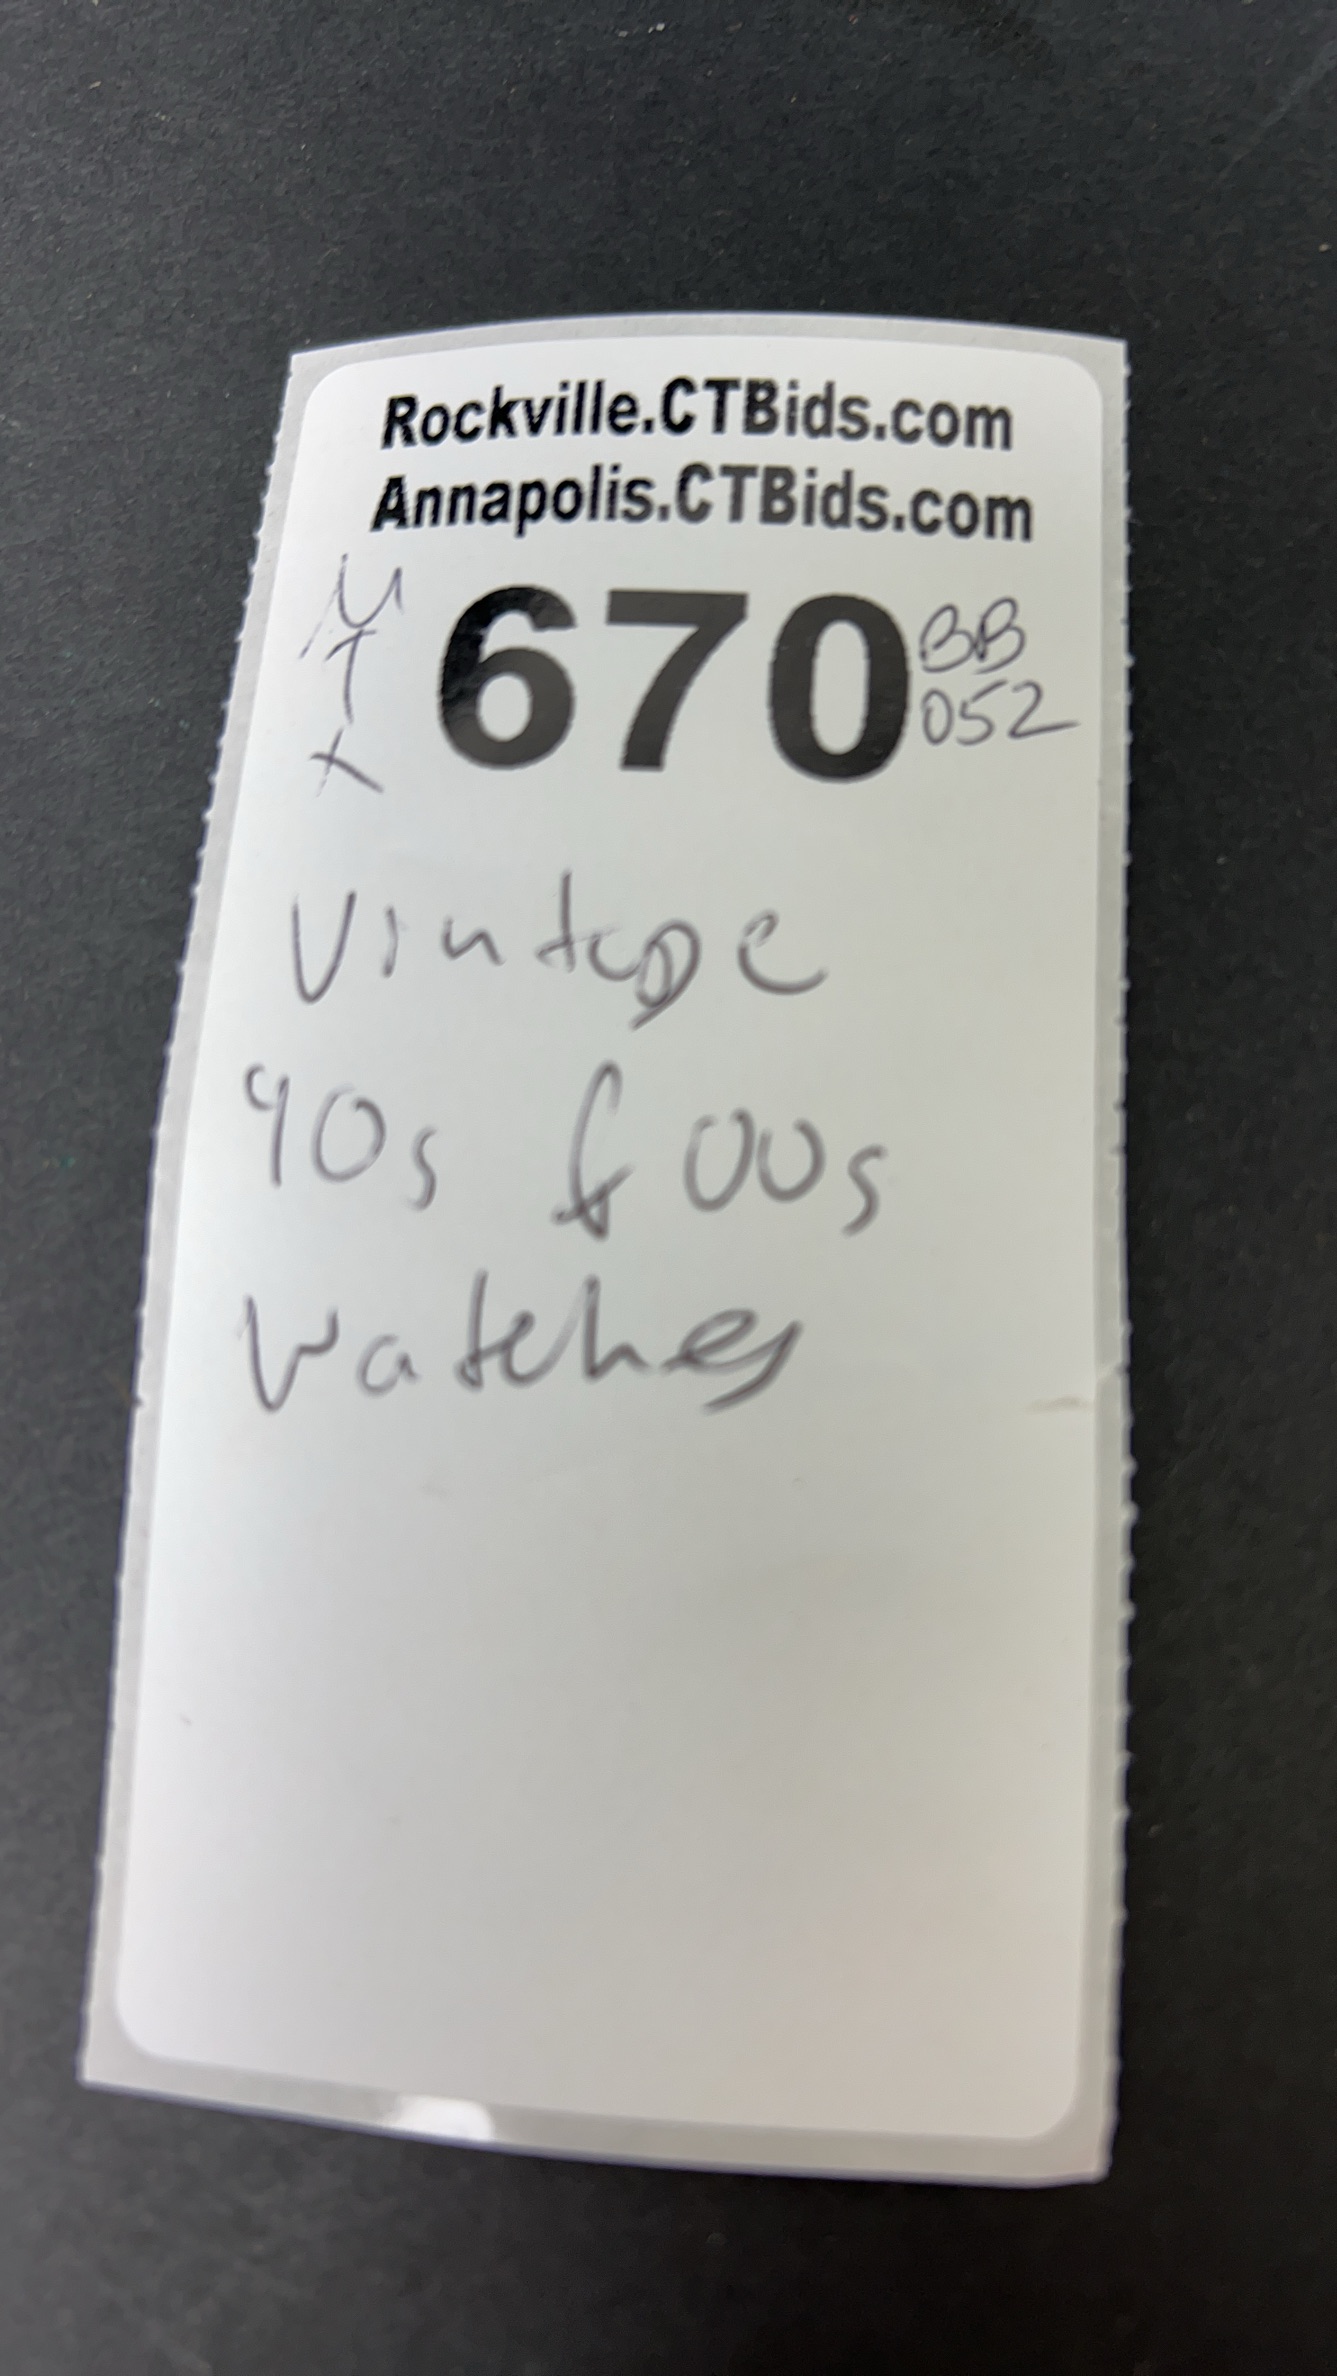 Rockville.CTBids.com
Annapolis.CTBids.com
670
BB
052
Vintage
90s & 00s
Watches